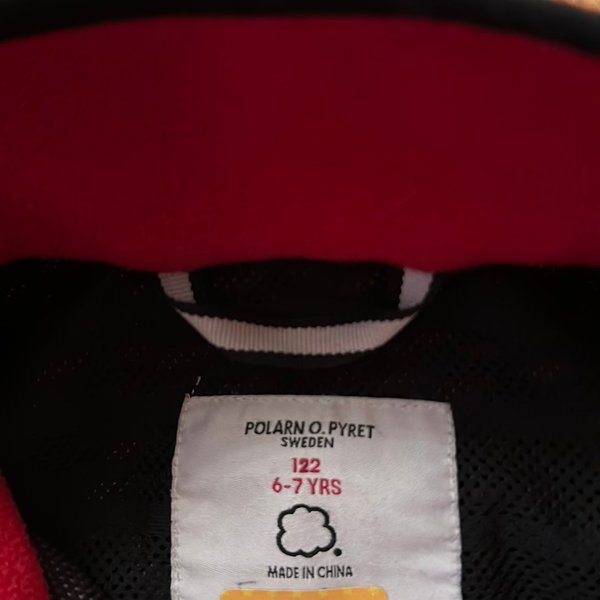 POLARN O. PYRET
SWEDEN
122
6-7 YRS
MADE IN CHINA